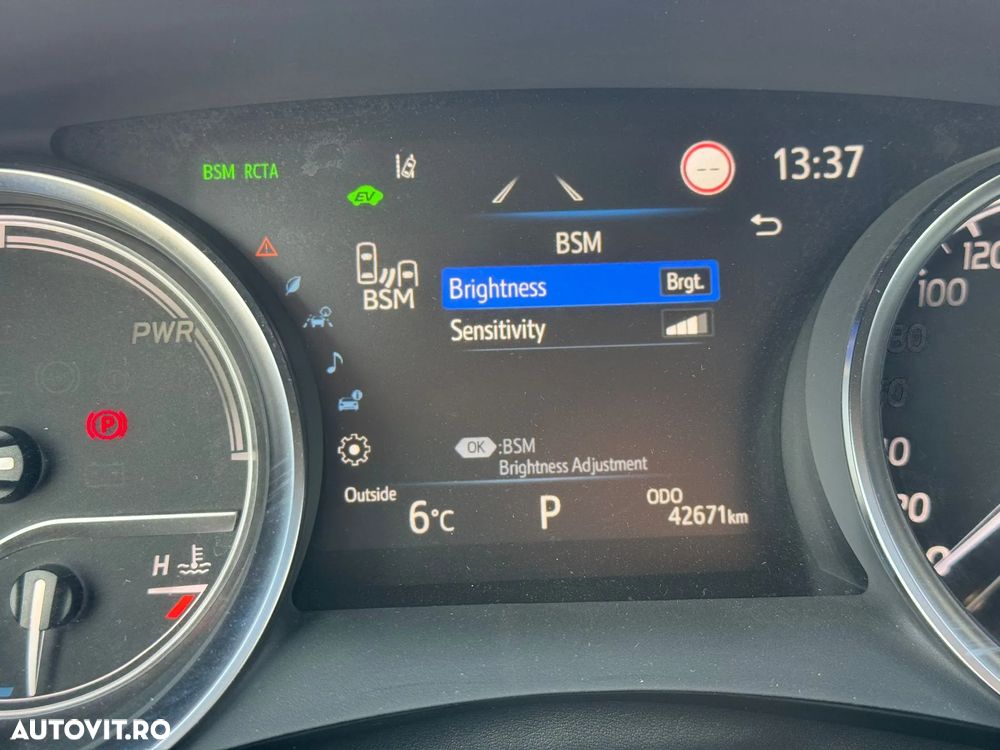 BSM RCTA
EV
-- 
13:37
BSM
BSM
Brightness Brgt.
Sensitivity
PWR
P
OK :BSM
Brightness Adjustment
Outside
6°C
P
ODO
42671km
H
120
100
AUTOVIT.RO